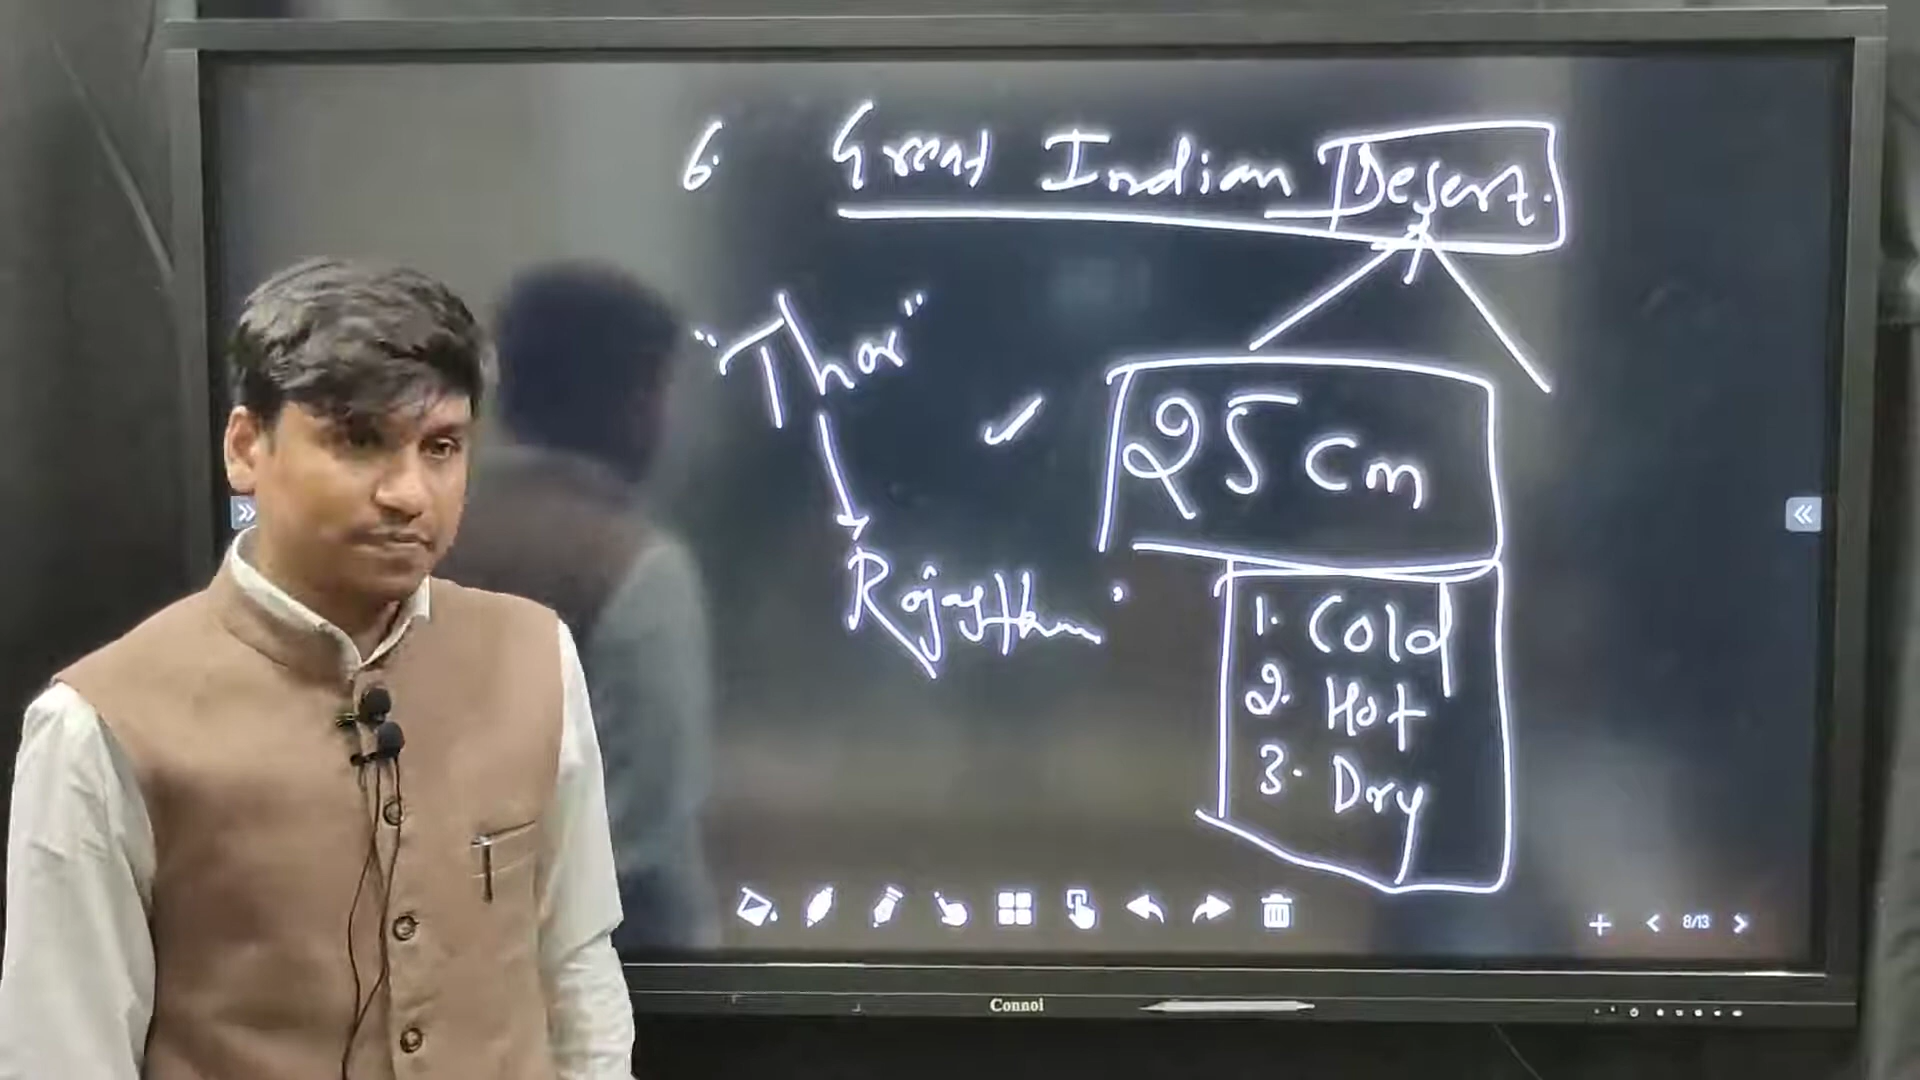 6. Great Indian Desert.
"Thar"
25 cm
Rajasthan
1. Cold
2. Hot
3. Dry
8/13
Connoi